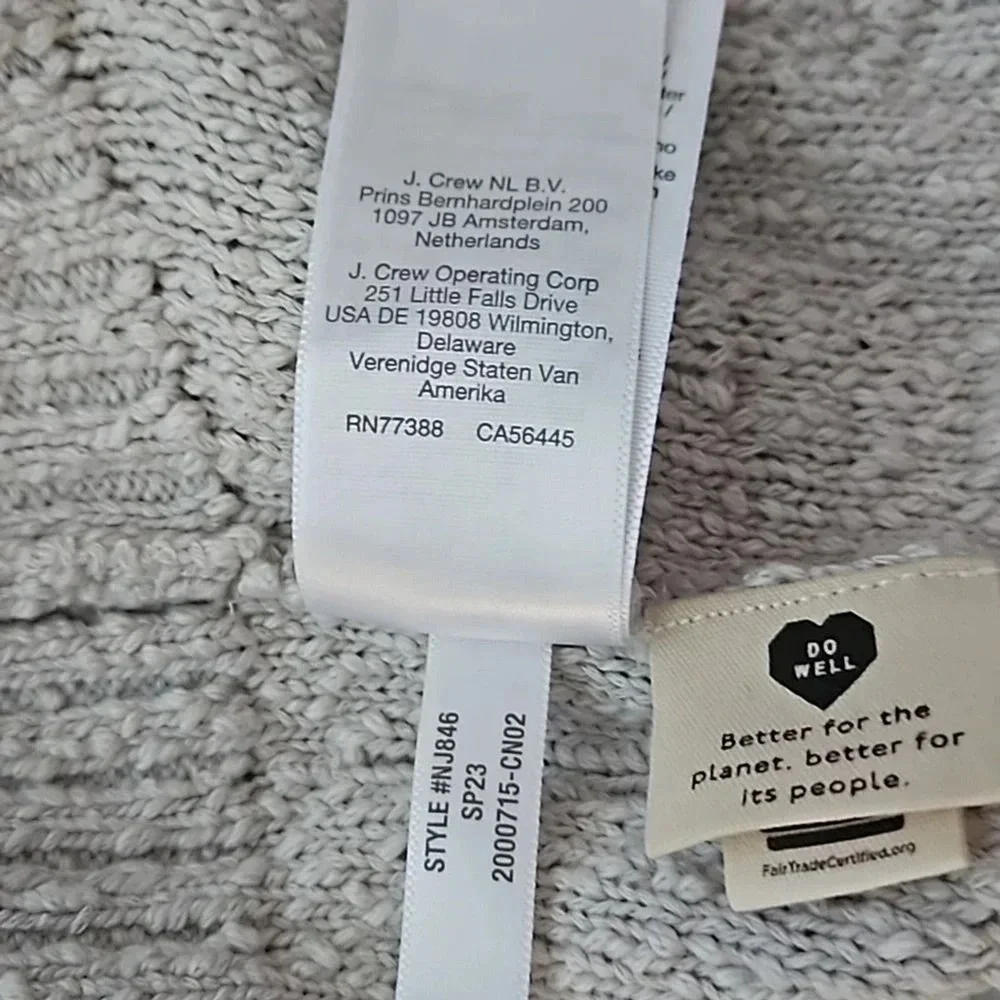 J. Crew NL B.V.
Prins Bernhardplein 200
1097 JB Amsterdam,
Netherlands
J. Crew Operating Corp
251 Little Falls Drive
USA DE 19808 Wilmington,
Delaware
Verenidge Staten Van
Amerika
RN77388 CA56445
STYLE #NJ846
SP23
2000715-CN02
DO
WELL
Better for the
planet. better for
its people.
FairTradeCertified.org